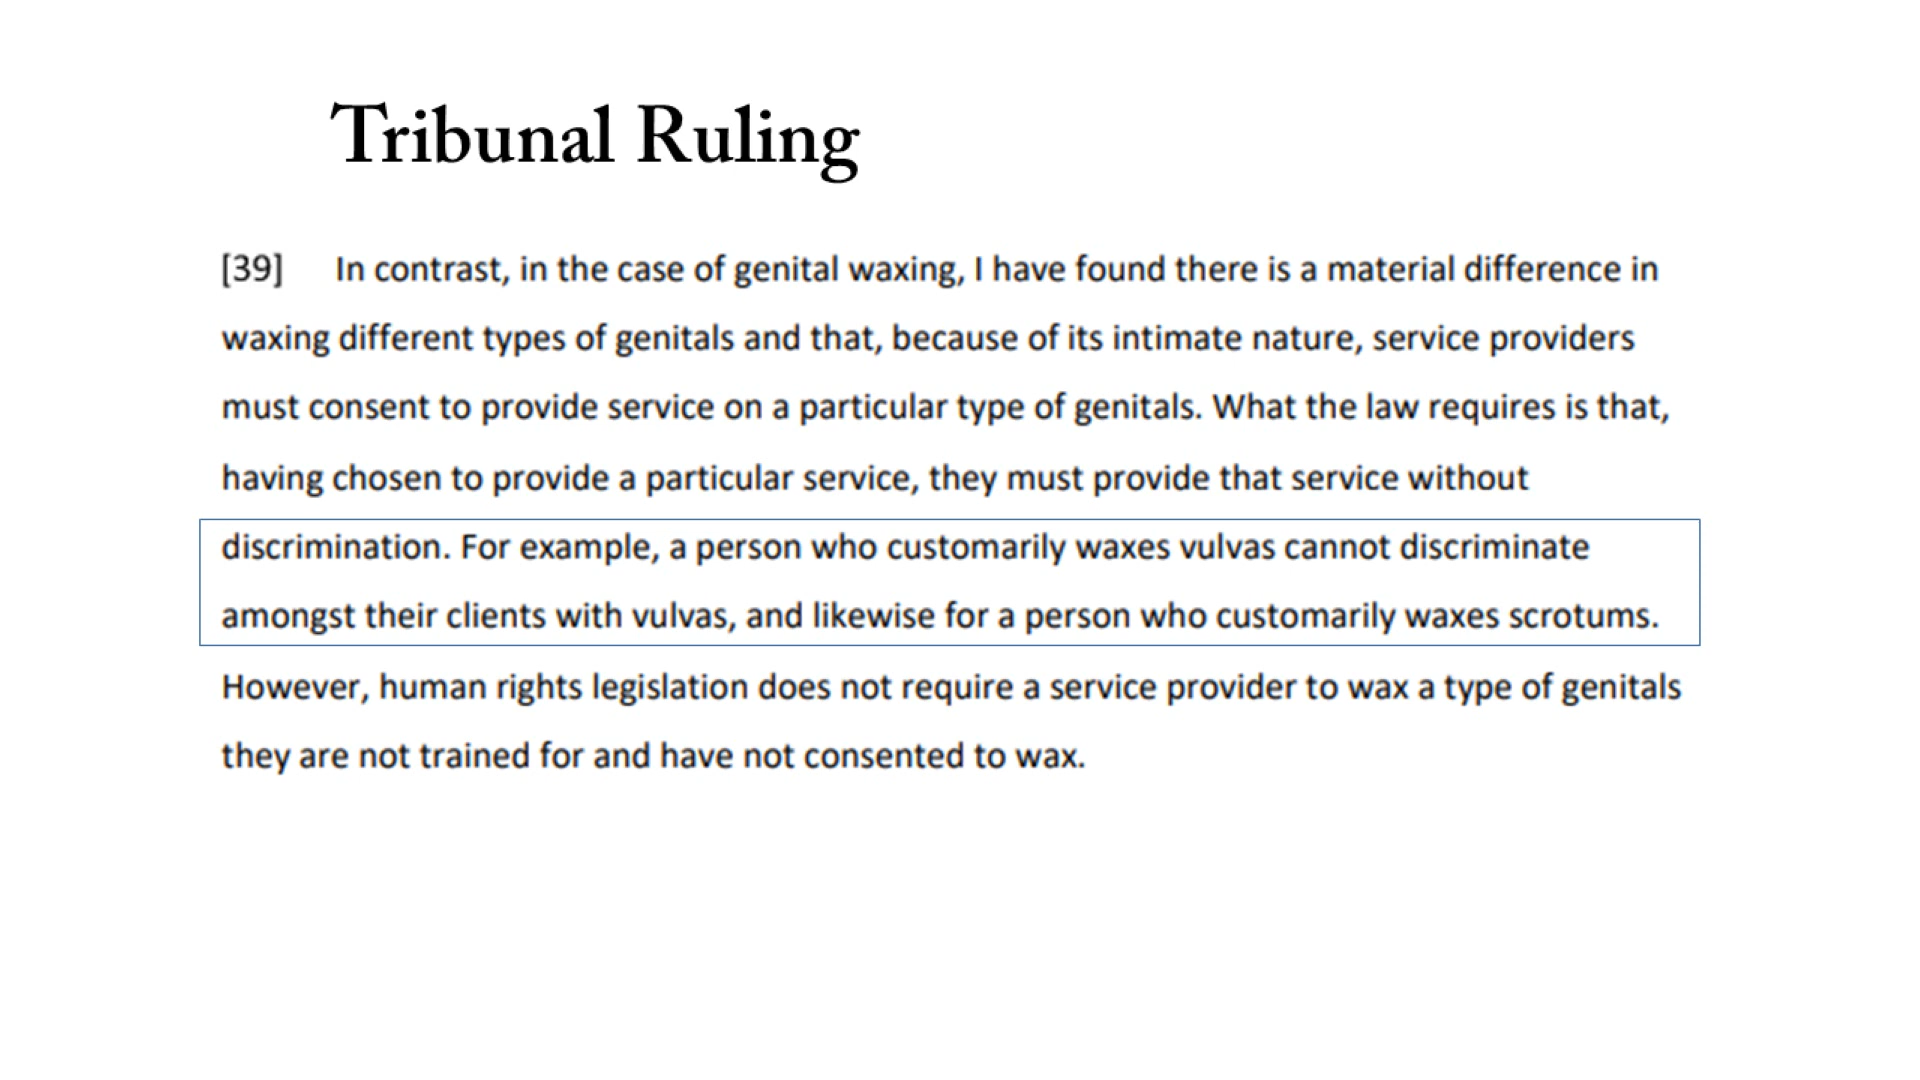 Tribunal Ruling
[39] In contrast, in the case of genital waxing, I have found there is a material difference in
waxing different types of genitals and that, because of its intimate nature, service providers
must consent to provide service on a particular type of genitals. What the law requires is that,
having chosen to provide a particular service, they must provide that service without
discrimination. For example, a person who customarily waxes vulvas cannot discriminate
amongst their clients with vulvas, and likewise for a person who customarily waxes scrotums.
However, human rights legislation does not require a service provider to wax a type of genitals
they are not trained for and have not consented to wax.